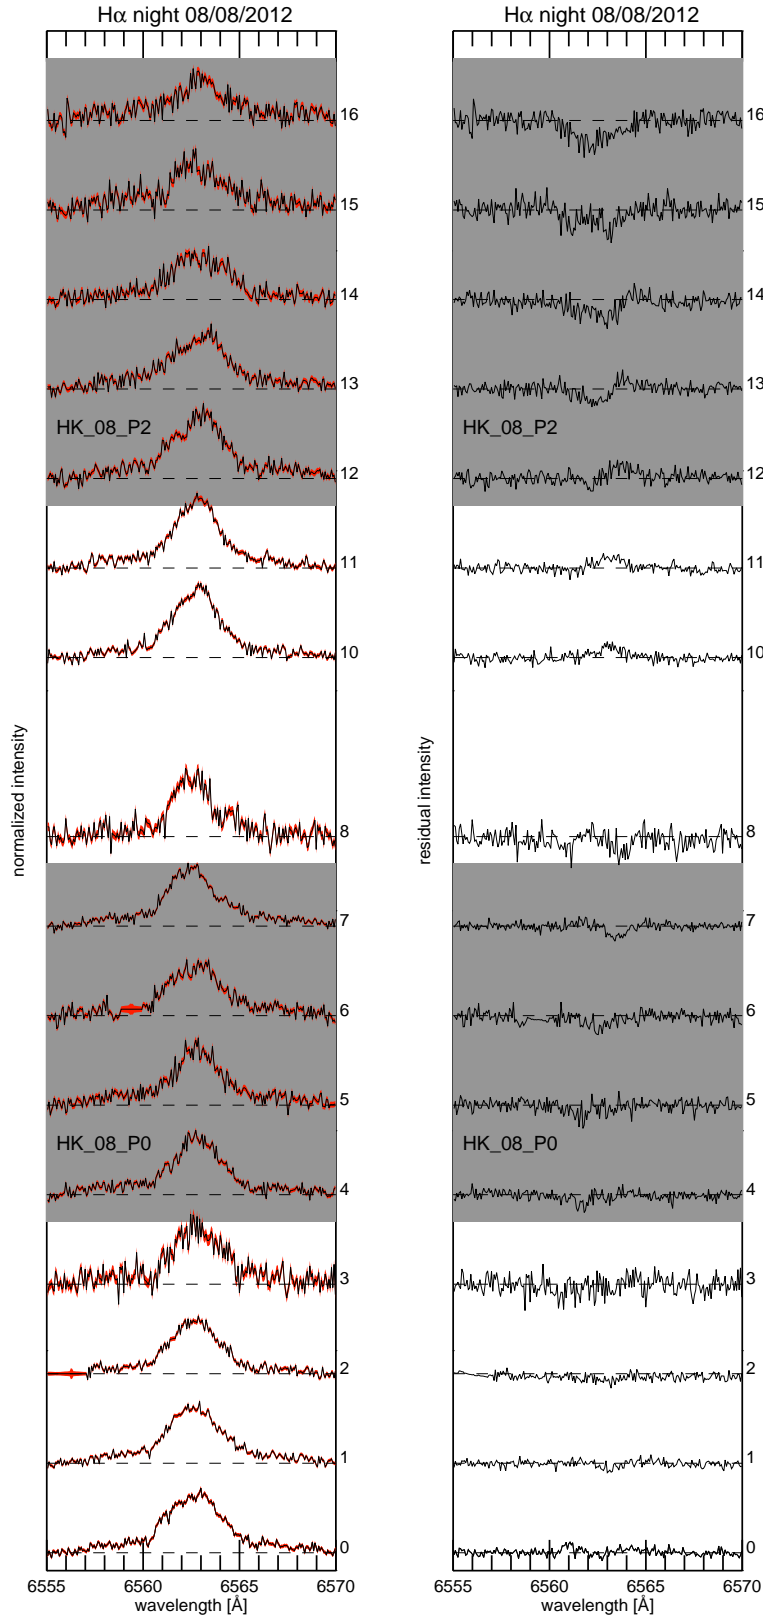 Hα night 08/08/2012
16
15
14
13
HK_08_P2
12
11
10
8
7
6
5
HK_08_P0
4
3
2
1
0
normalized intensity
6555 6560 6565 6570
wavelength [Å]
Hα night 08/08/2012
16
15
14
13
HK_08_P2
12
11
10
8
7
6
5
HK_08_P0
4
3
2
1
0
residual intensity
6555 6560 6565 6570
wavelength [Å]